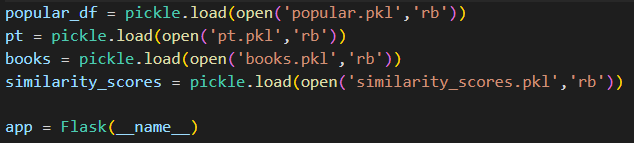 popular_df = pickle.load(open('popular.pkl','rb'))
pt = pickle.load(open('pt.pkl','rb'))
books = pickle.load(open('books.pkl','rb'))
similarity_scores = pickle.load(open('similarity_scores.pkl','rb'))
app = Flask(__name__)